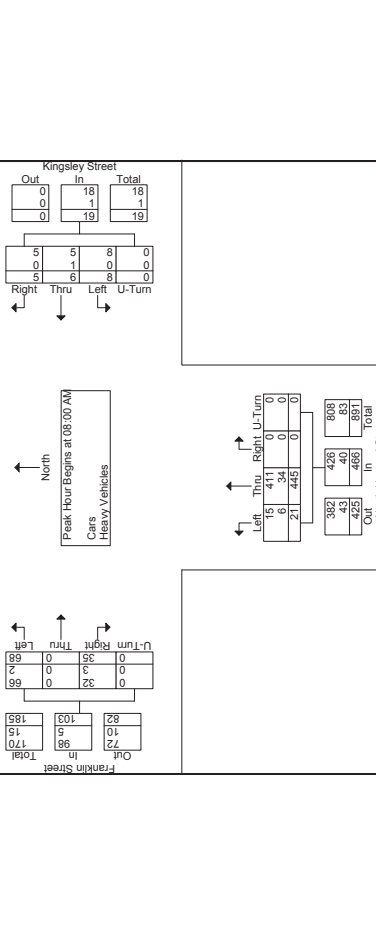 Kingsley Street
Out In Total
0 18 18
0 1 1
0 19 19
5 5 8 0
0 1 0 0
5 6 8 0
Right Thru Left U-Turn
North
Peak Hour Begins at 08:00 AM
Cars
Heavy Vehicles
Left Thru Right U-Turn
15 411 0 0
6 34 0 0
21 445 0 0
382 426 808
43 40 83
425 466 891
Out In Total
Franklin Street
Out In Total
72 98 170
10 5 15
82 103 185
0 32 0 66
0 3 0 2
0 35 0 68
U-Turn Right Thru Left